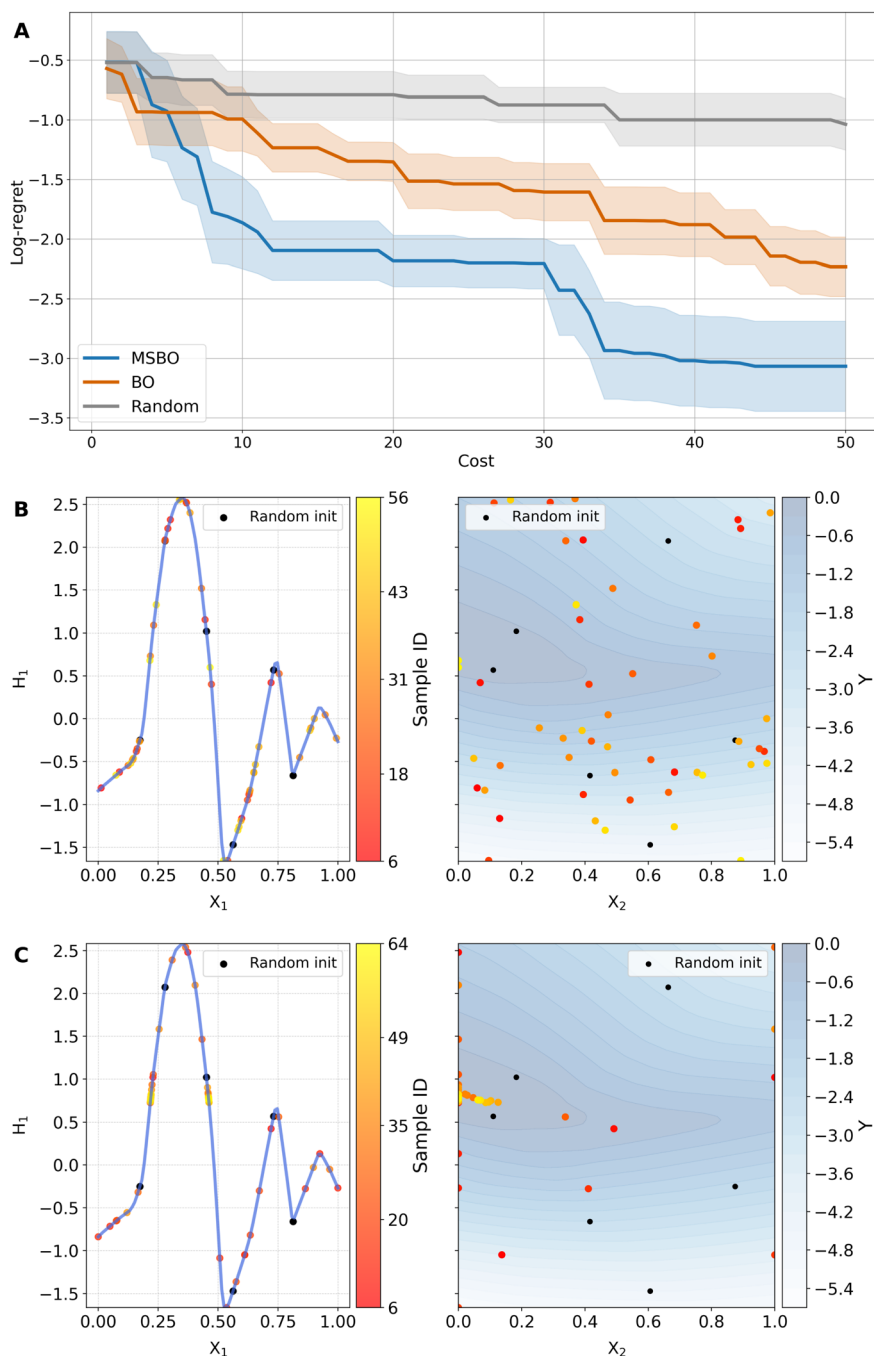 A
−0.5
−1.0
−1.5
−2.0
−2.5
−3.0
−3.5
Log-regret
MSBO
BO
Random
0 10 20 30 40 50
Cost
B
2.5
2.0
1.5
1.0
0.5
0.0
−0.5
−1.0
−1.5
H1
Random init
0.00 0.25 0.50 0.75 1.00
X1
56
43
31
18
6
Sample ID
Random init
0.0 0.2 0.4 0.6 0.8 1.0
X2
0.0
−0.6
−1.2
−1.8
−2.4
−3.0
−3.6
−4.2
−4.8
−5.4
Y
C
2.5
2.0
1.5
1.0
0.5
0.0
−0.5
−1.0
−1.5
H1
Random init
0.00 0.25 0.50 0.75 1.00
X1
64
49
35
20
6
Sample ID
Random init
0.0 0.2 0.4 0.6 0.8 1.0
X2
0.0
−0.6
−1.2
−1.8
−2.4
−3.0
−3.6
−4.2
−4.8
−5.4
Y